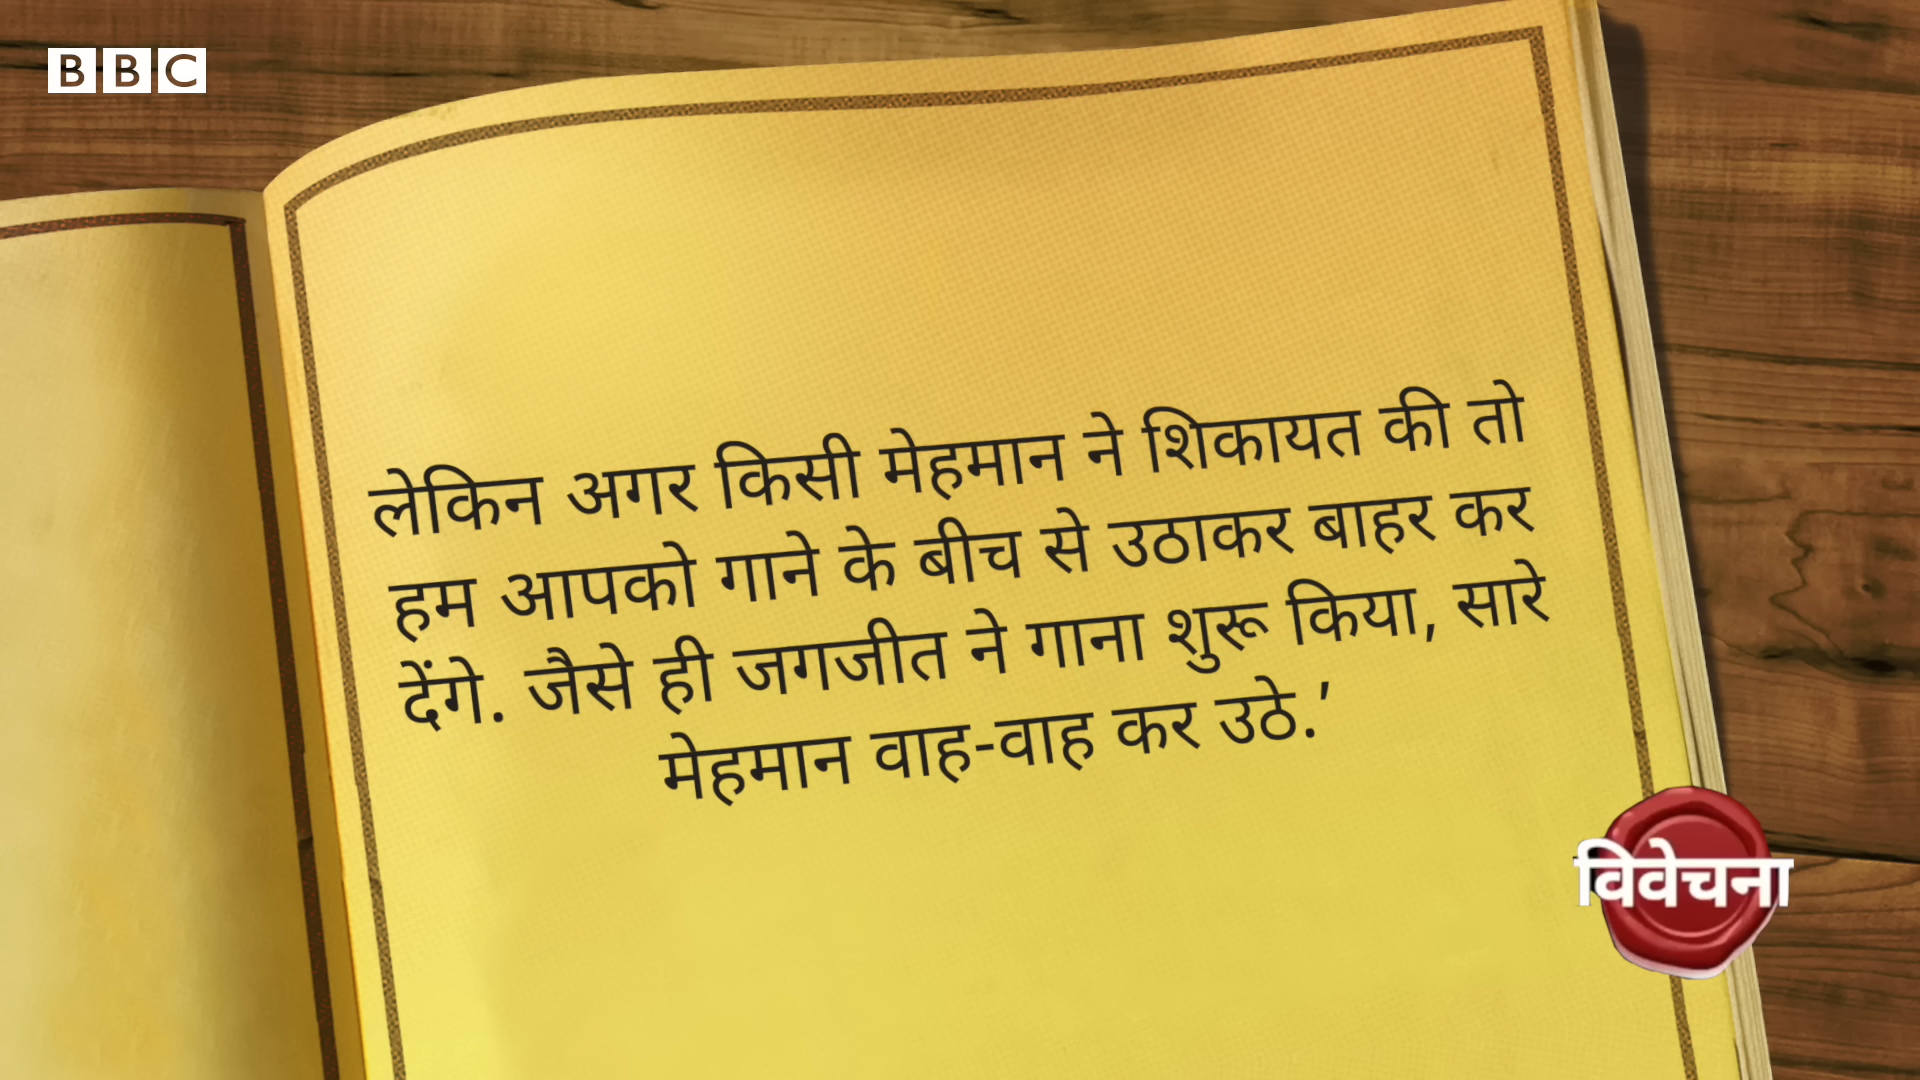 BBC
लेकिन अगर किसी मेहमान ने शिकायत की तो
हम आपको गाने के बीच से उठाकर बाहर कर
देंगे. जैसे ही जगजीत ने गाना शुरू किया, सारे
मेहमान वाह-वाह कर उठे.’
विवेचना